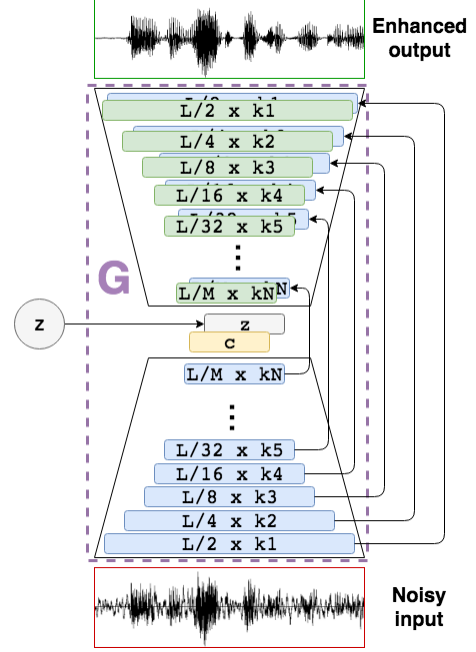 Enhanced
output
L/2 x k1
L/4 x k2
L/8 x k3
L/16 x k4
L/32 x k5
L/M x kN
G
z
z
c
L/M x kN
L/32 x k5
L/16 x k4
L/8 x k3
L/4 x k2
L/2 x k1
Noisy
input